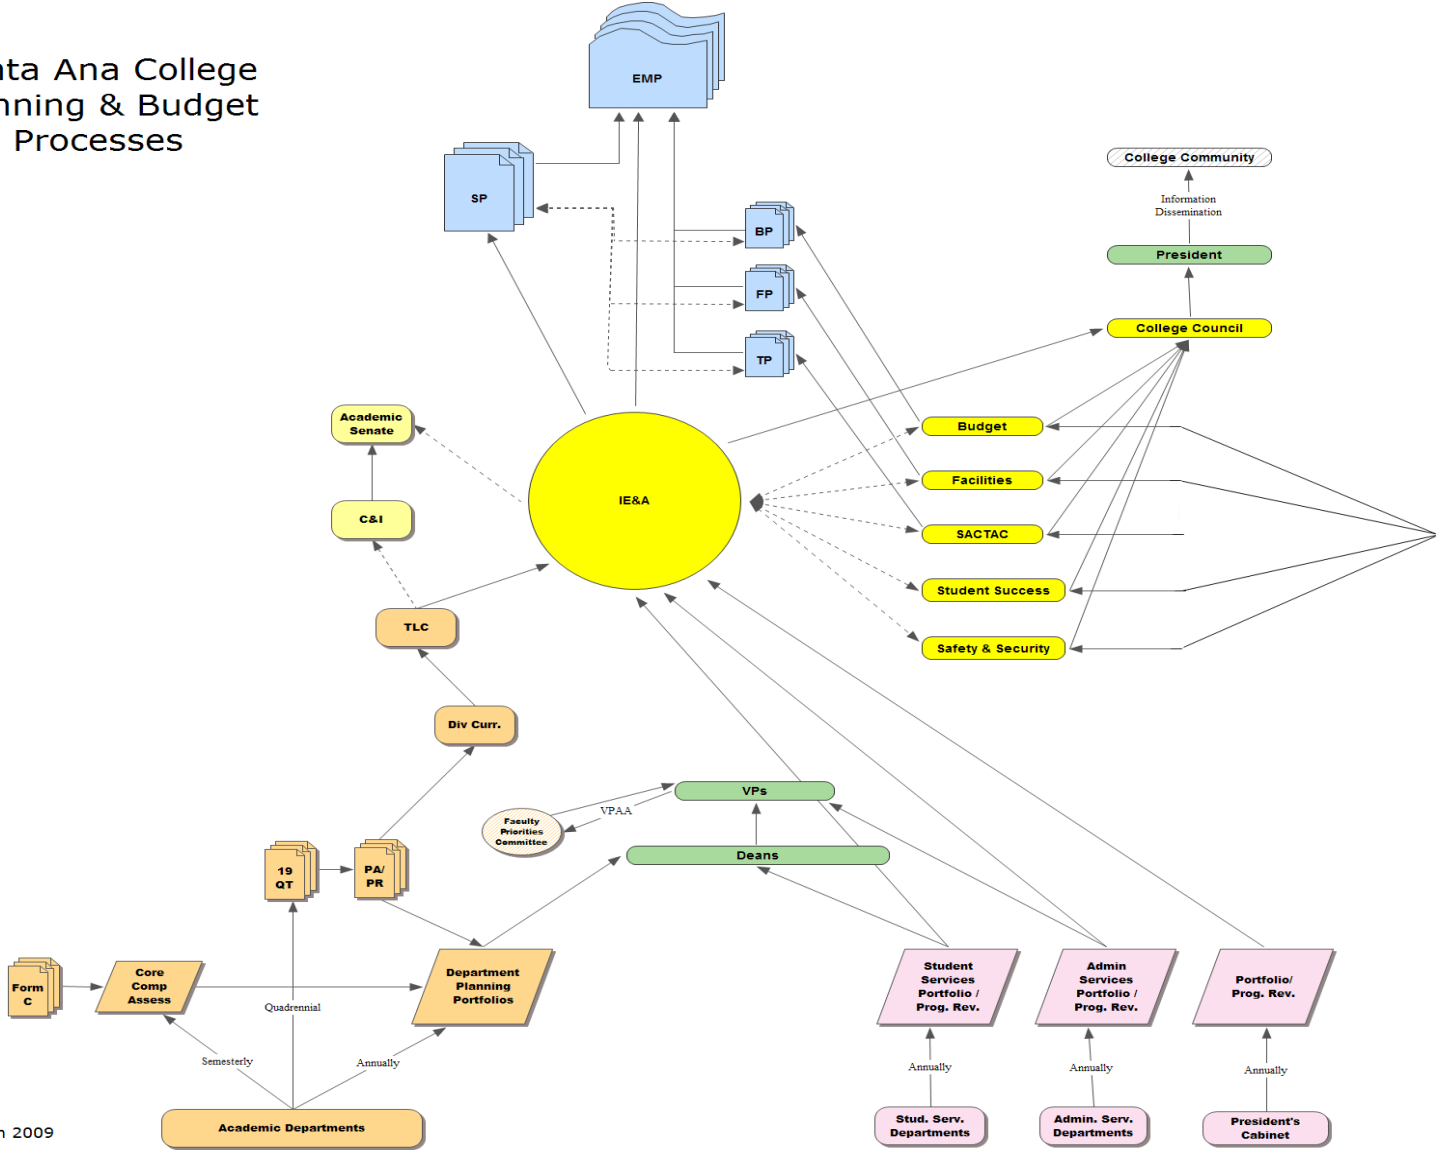 nta Ana College
nning & Budget
Processes
EMP
SP
BP
FP
TP
College Community
Information
Dissemination
President
College Council
Academic
Senate
C&I
IE&A
Budget
Facilities
SACTAC
Student Success
Safety & Security
TLC
Div Curr.
VPs
VPAA
Faculty
Priorities
Committee
Deans
19
QT
PA/
PR
Form
C
Core
Comp
Assess
Department
Planning
Portfolios
Student
Services
Portfolio /
Prog. Rev.
Admin
Services
Portfolio /
Prog. Rev.
Portfolio/
Prog. Rev.
Quadrennial
Semesterly
Annually
Annually
Annually
Annually
Academic Departments
Stud. Serv.
Departments
Admin. Serv.
Departments
President's
Cabinet
h 2009